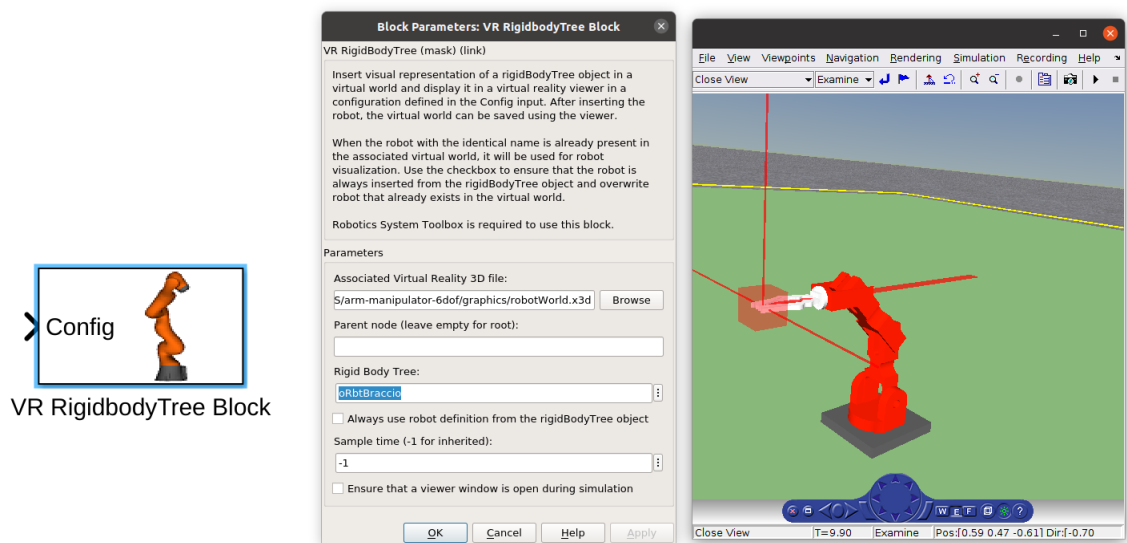 Config
VR RigidbodyTree Block
Block Parameters: VR RigidbodyTree Block
VR RigidBodyTree (mask) (link)
Insert visual representation of a rigidBodyTree object in a
virtual world and display it in a virtual reality viewer in a
configuration defined in the Config input. After inserting the
robot, the virtual world can be saved using the viewer.
When the robot with the identical name is already present in
the associated virtual world, it will be used for robot
visualization. Use the checkbox to ensure that the robot is
always inserted from the rigidBodyTree object and overwrite
robot that already exists in the virtual world.
Robotics System Toolbox is required to use this block.
Parameters
Associated Virtual Reality 3D file:
S/arm-manipulator-6dof/graphics/robotWorld.x3d Browse
Parent node (leave empty for root):
Rigid Body Tree:
oRbtBraccio
Always use robot definition from the rigidBodyTree object
Sample time (-1 for inherited):
-1
Ensure that a viewer window is open during simulation
OK Cancel Help Apply
File View Viewpoints Navigation Rendering Simulation Recording Help
Close View Examine
W E F ?
Close View T=9.90 Examine Pos:[0.59 0.47 -0.61] Dir:[-0.70